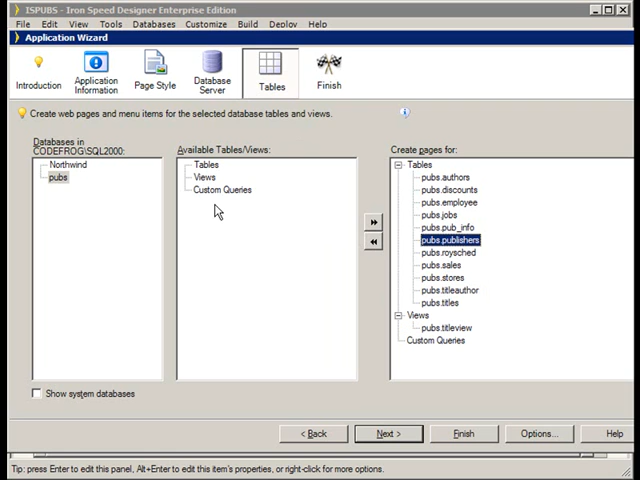 ISPUBS - Iron Speed Designer Enterprise Edition
File Edit View Tools Databases Customize Build Deploy Help
Application Wizard
Introduction
Application Information
Page Style
Database Server
Tables
Finish
Create web pages and menu items for the selected database tables and views.
Databases in CODEFROG\SQL2000:
Northwind
pubs
Available Tables/Views:
Tables
Views
Custom Queries
Create pages for:
Tables
pubs.authors
pubs.discounts
pubs.employee
pubs.jobs
pubs.pub_info
pubs.publishers
pubs.roysched
pubs.sales
pubs.stores
pubs.titleauthor
pubs.titles
Views
pubs.titleview
Custom Queries
Show system databases
< Back
Next >
Finish
Options...
Help
Tip: press Enter to edit this panel, Alt+Enter to edit this item's properties, or right-click for more options.